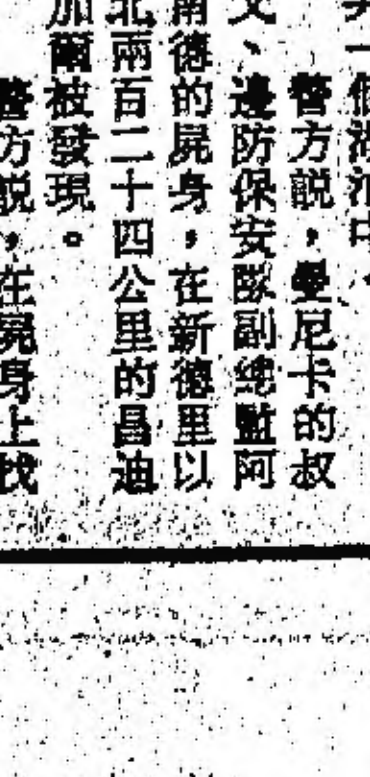 一個湖泊中、
警方說，曼尼卡的叔
父、邊防保安隊副總監阿
南德的屍身，在新德里以
北兩百二十四公里的昌迪
加爾被發現。
警方說，在屍身上找